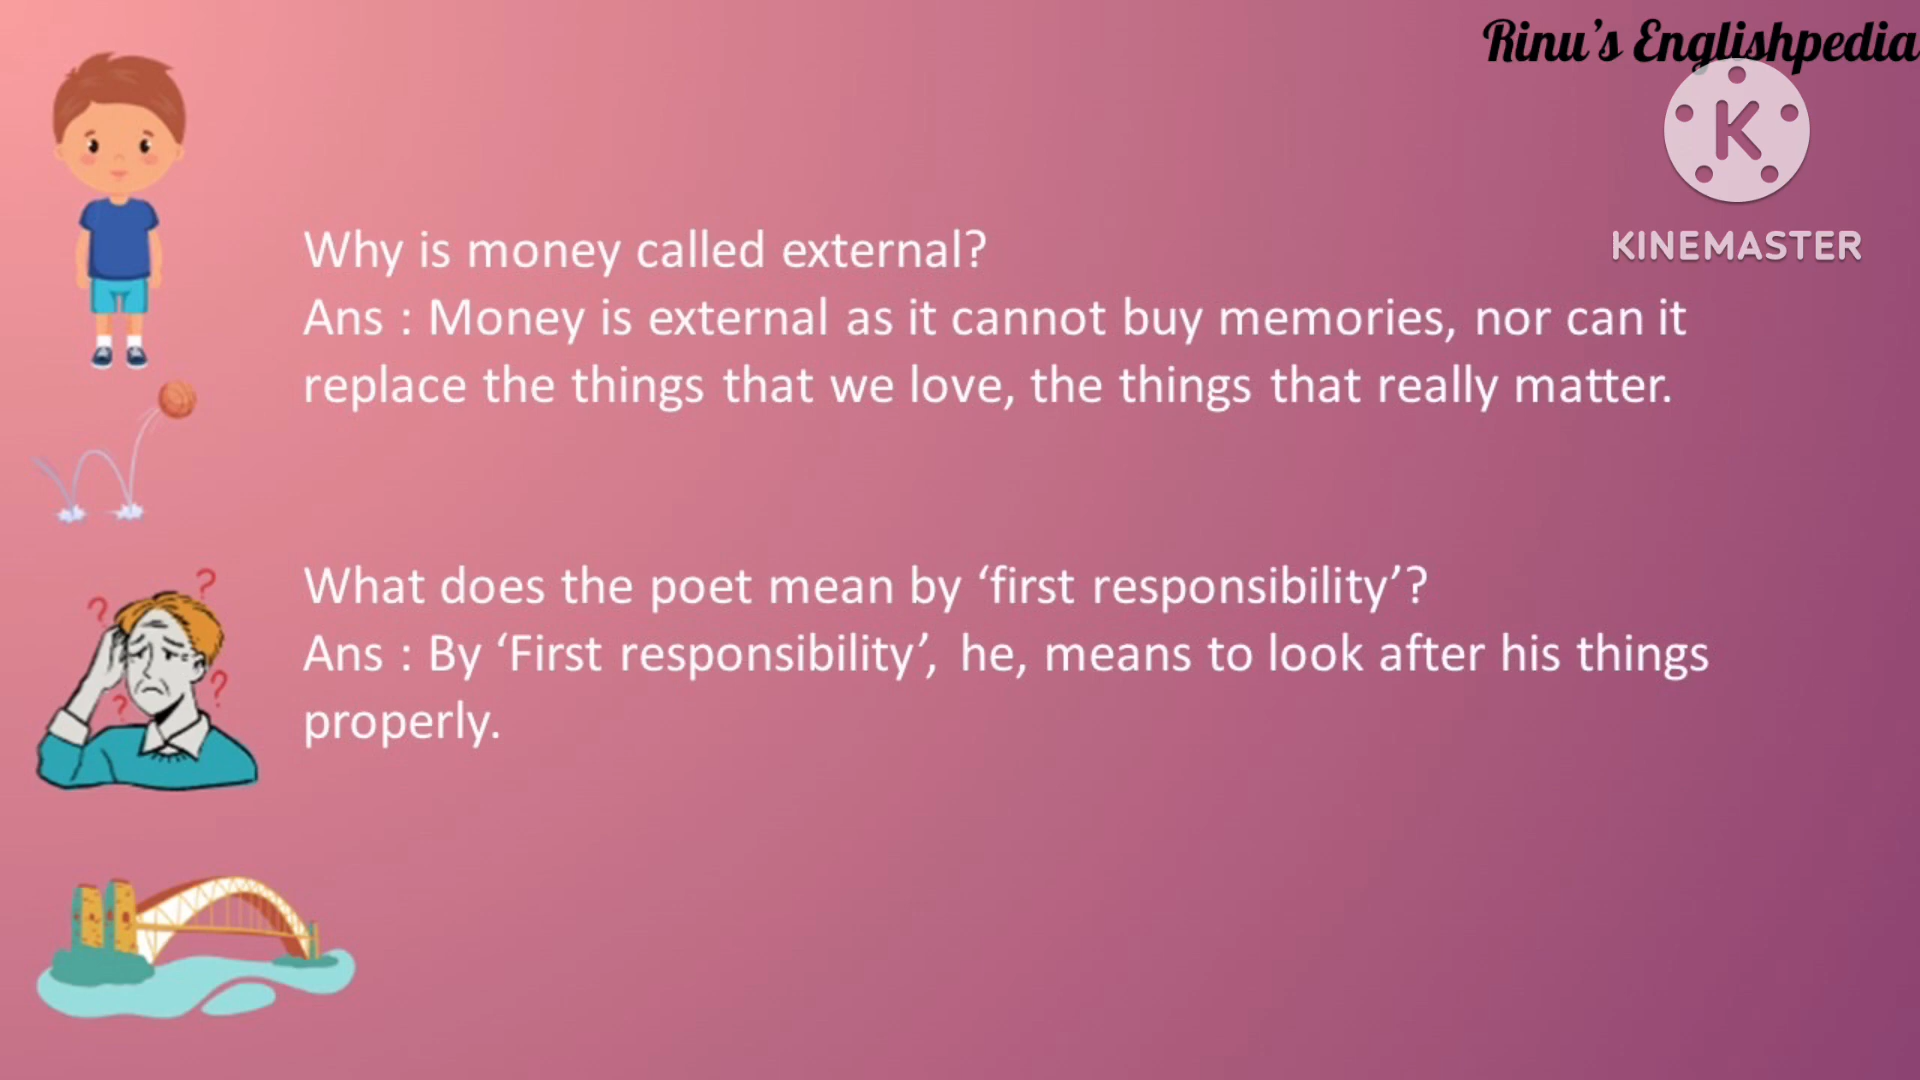 Rinu's Englishpedia
K
KINEMASTER
Why is money called external?
Ans : Money is external as it cannot buy memories, nor can it
replace the things that we love, the things that really matter.
What does the poet mean by ‘first responsibility’?
Ans : By ‘First responsibility’, he, means to look after his things
properly.